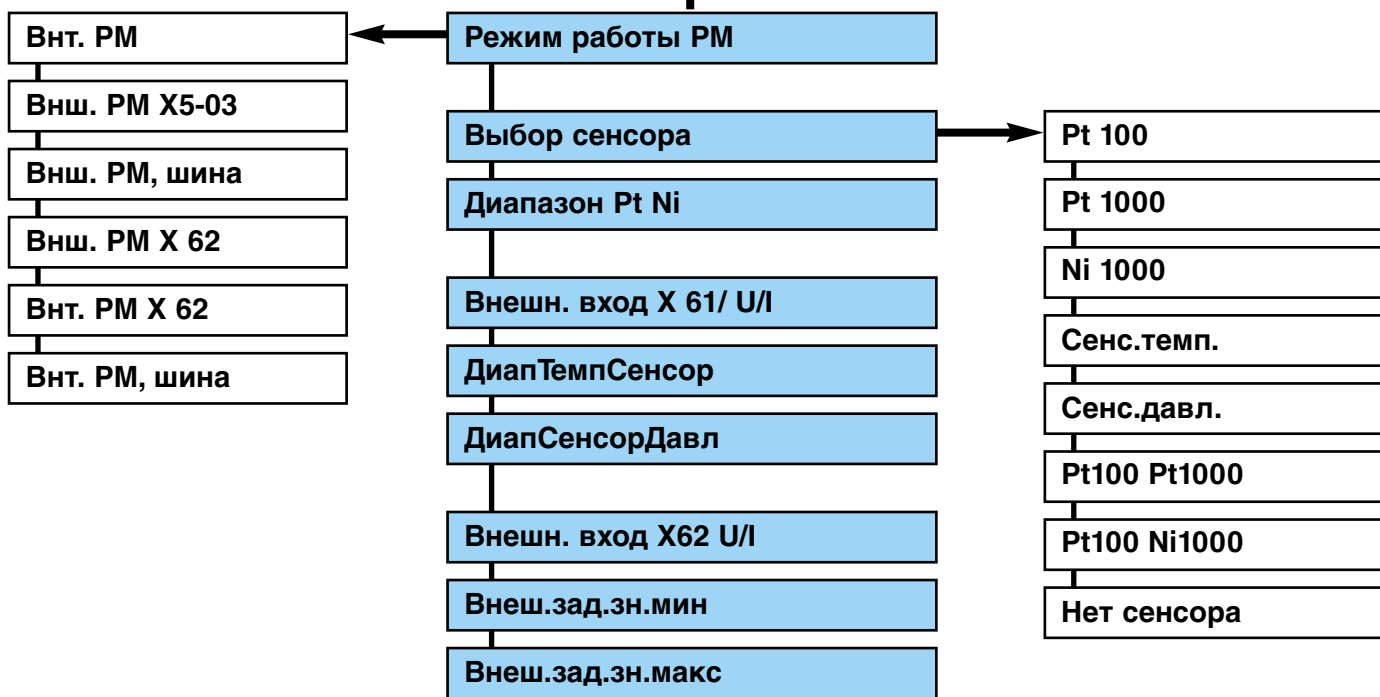 Внт. РМ
Внш. РМ X5-03
Внш. РМ, шина
Внш. РМ X 62
Внт. РМ X 62
Внт. РМ, шина
Режим работы РМ
Выбор сенсора
Диапазон Pt Ni
Внешн. вход X 61/ U/I
ДиапТемпСенсор
ДиапСенсорДавл
Внешн. вход X62 U/I
Внеш.зад.зн.мин
Внеш.зад.зн.макс
Pt 100
Pt 1000
Ni 1000
Сенс.темп.
Сенс.давл.
Pt100 Pt1000
Pt100 Ni1000
Нет сенсора